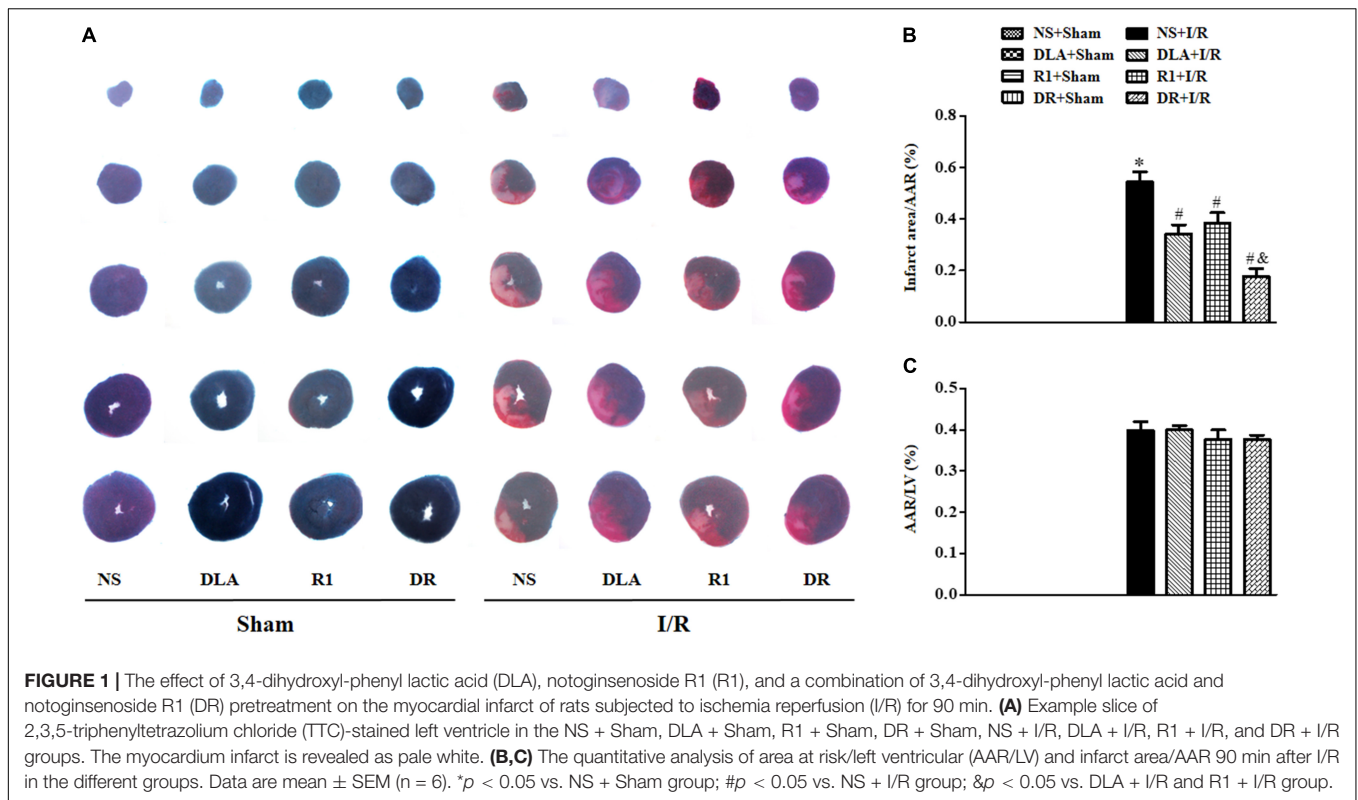 A
NS DLA R1 DR NS DLA R1 DR
Sham I/R
B
NS+Sham NS+I/R
DLA+Sham DLA+I/R
R1+Sham R1+I/R
DR+Sham DR+I/R
Infarct area/AAR (%)
0.8
0.6
0.4
0.2
0.0
*
#
#
#&
C
AAR/LV (%)
0.5
0.4
0.3
0.2
0.1
0.0
FIGURE 1 | The effect of 3,4-dihydroxyl-phenyl lactic acid (DLA), notoginsenoside R1 (R1), and a combination of 3,4-dihydroxyl-phenyl lactic acid and
notoginsenoside R1 (DR) pretreatment on the myocardial infarct of rats subjected to ischemia reperfusion (I/R) for 90 min. (A) Example slice of
2,3,5-triphenyltetrazolium chloride (TTC)-stained left ventricle in the NS + Sham, DLA + Sham, R1 + Sham, DR + Sham, NS + I/R, DLA + I/R, R1 + I/R, and DR + I/R
groups. The myocardium infarct is revealed as pale white. (B,C) The quantitative analysis of area at risk/left ventricular (AAR/LV) and infarct area/AAR 90 min after I/R
in the different groups. Data are mean ± SEM (n = 6). *p < 0.05 vs. NS + Sham group; #p < 0.05 vs. NS + I/R group; &p < 0.05 vs. DLA + I/R and R1 + I/R group.